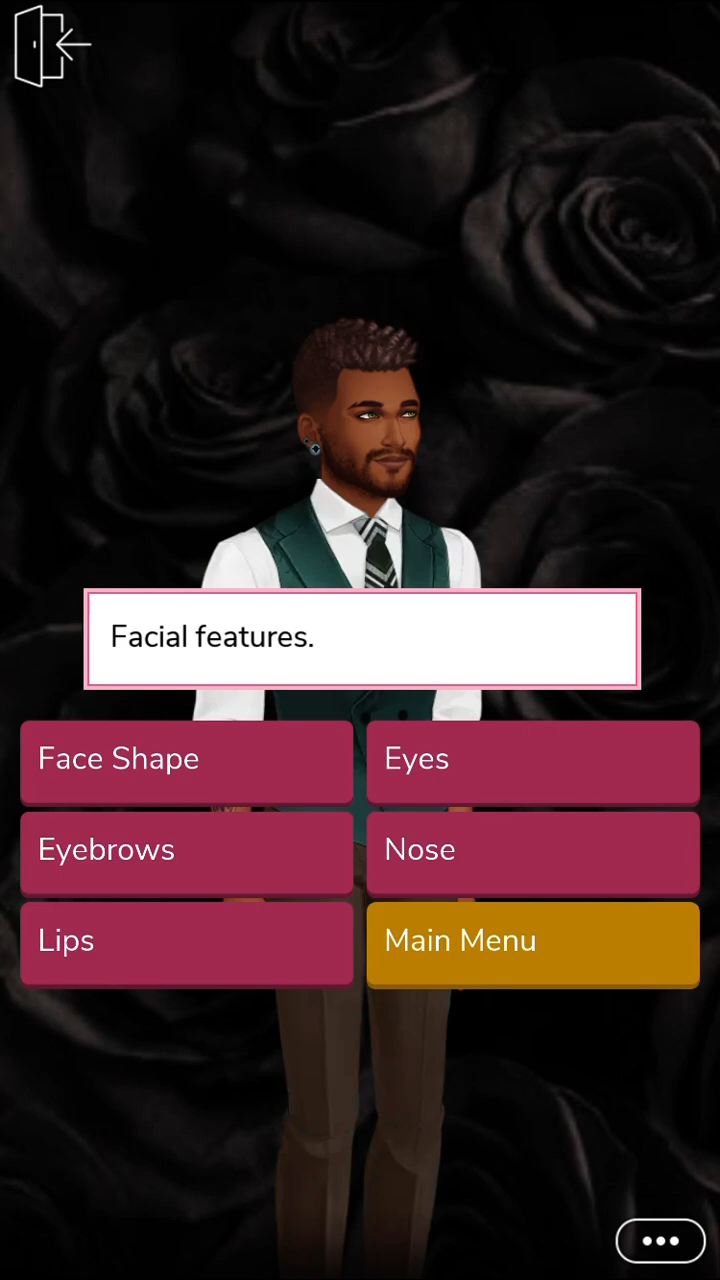 Facial features.
Face Shape
Eyes
Eyebrows
Nose
Lips
Main Menu